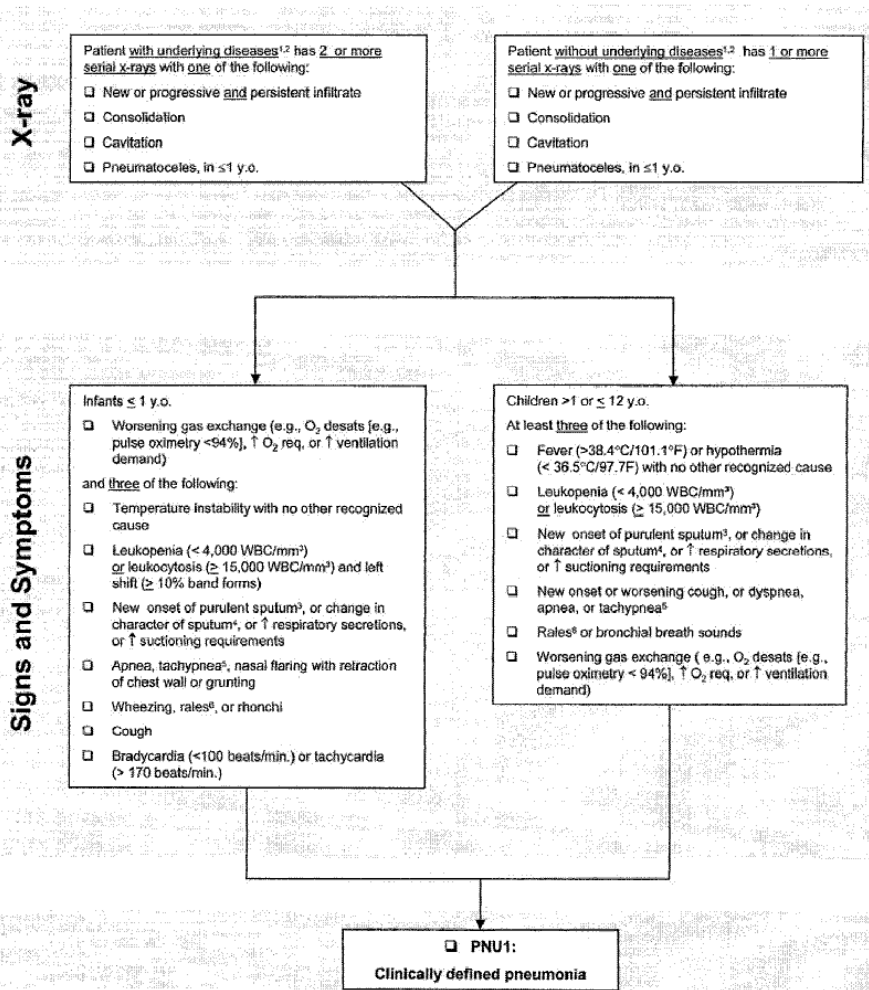 X-ray
Patient with underlying diseases¹,² has 2 or more
serial x-rays with one of the following:
❑ New or progressive and persistent infiltrate
❑ Consolidation
❑ Cavitation
❑ Pneumatoceles, in ≤1 y.o.
Patient without underlying diseases¹,² has 1 or more
serial x-rays with one of the following:
❑ New or progressive and persistent infiltrate
❑ Consolidation
❑ Cavitation
❑ Pneumatoceles, in ≤1 y.o.
Signs and Symptoms
Infants ≤ 1 y.o.
❑ Worsening gas exchange (e.g., O₂ desats [e.g.,
pulse oximetry <94%], ↑ O₂ req, or ↑ ventilation
demand)
and three of the following:
❑ Temperature instability with no other recognized
cause
❑ Leukopenia (< 4,000 WBC/mm³)
or leukocytosis (≥ 15,000 WBC/mm³) and left
shift (≥ 10% band forms)
❑ New onset of purulent sputum³, or change in
character of sputum⁴, or ↑ respiratory secretions,
or ↑ suctioning requirements
❑ Apnea, tachypnea⁵, nasal flaring with retraction
of chest wall or grunting
❑ Wheezing, rales⁶, or rhonchi
❑ Cough
❑ Bradycardia (<100 beats/min.) or tachycardia
(> 170 beats/min.)
Children >1 or ≤ 12 y.o.
At least three of the following:
❑ Fever (>38.4°C/101.1°F) or hypothermia
(< 36.5°C/97.7F) with no other recognized cause
❑ Leukopenia (< 4,000 WBC/mm³)
or leukocytosis (≥ 15,000 WBC/mm³)
❑ New onset of purulent sputum³, or change in
character of sputum⁴, or ↑ respiratory secretions,
or ↑ suctioning requirements
❑ New onset or worsening cough, or dyspnea,
apnea, or tachypnea⁵
❑ Rales⁶ or bronchial breath sounds
❑ Worsening gas exchange ( e.g., O₂ desats [e.g.,
pulse oximetry < 94%], ↑ O₂ req, or ↑ ventilation
demand)
❑ PNU1:
Clinically defined pneumonia